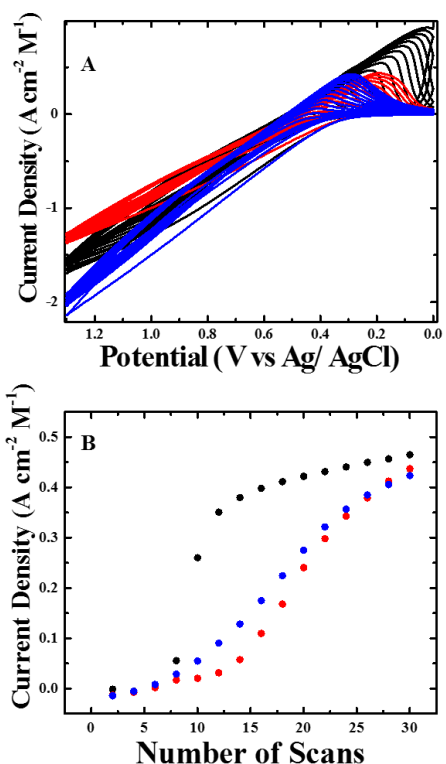 A
Current Density (A cm-2 M-1)
0
-1
-2
1.2 1.0 0.8 0.6 0.4 0.2 0.0
Potential (V vs Ag/ AgCl)
B
Current Density (A cm-2 M-1)
0.5
0.4
0.3
0.2
0.1
0.0
0 5 10 15 20 25 30
Number of Scans